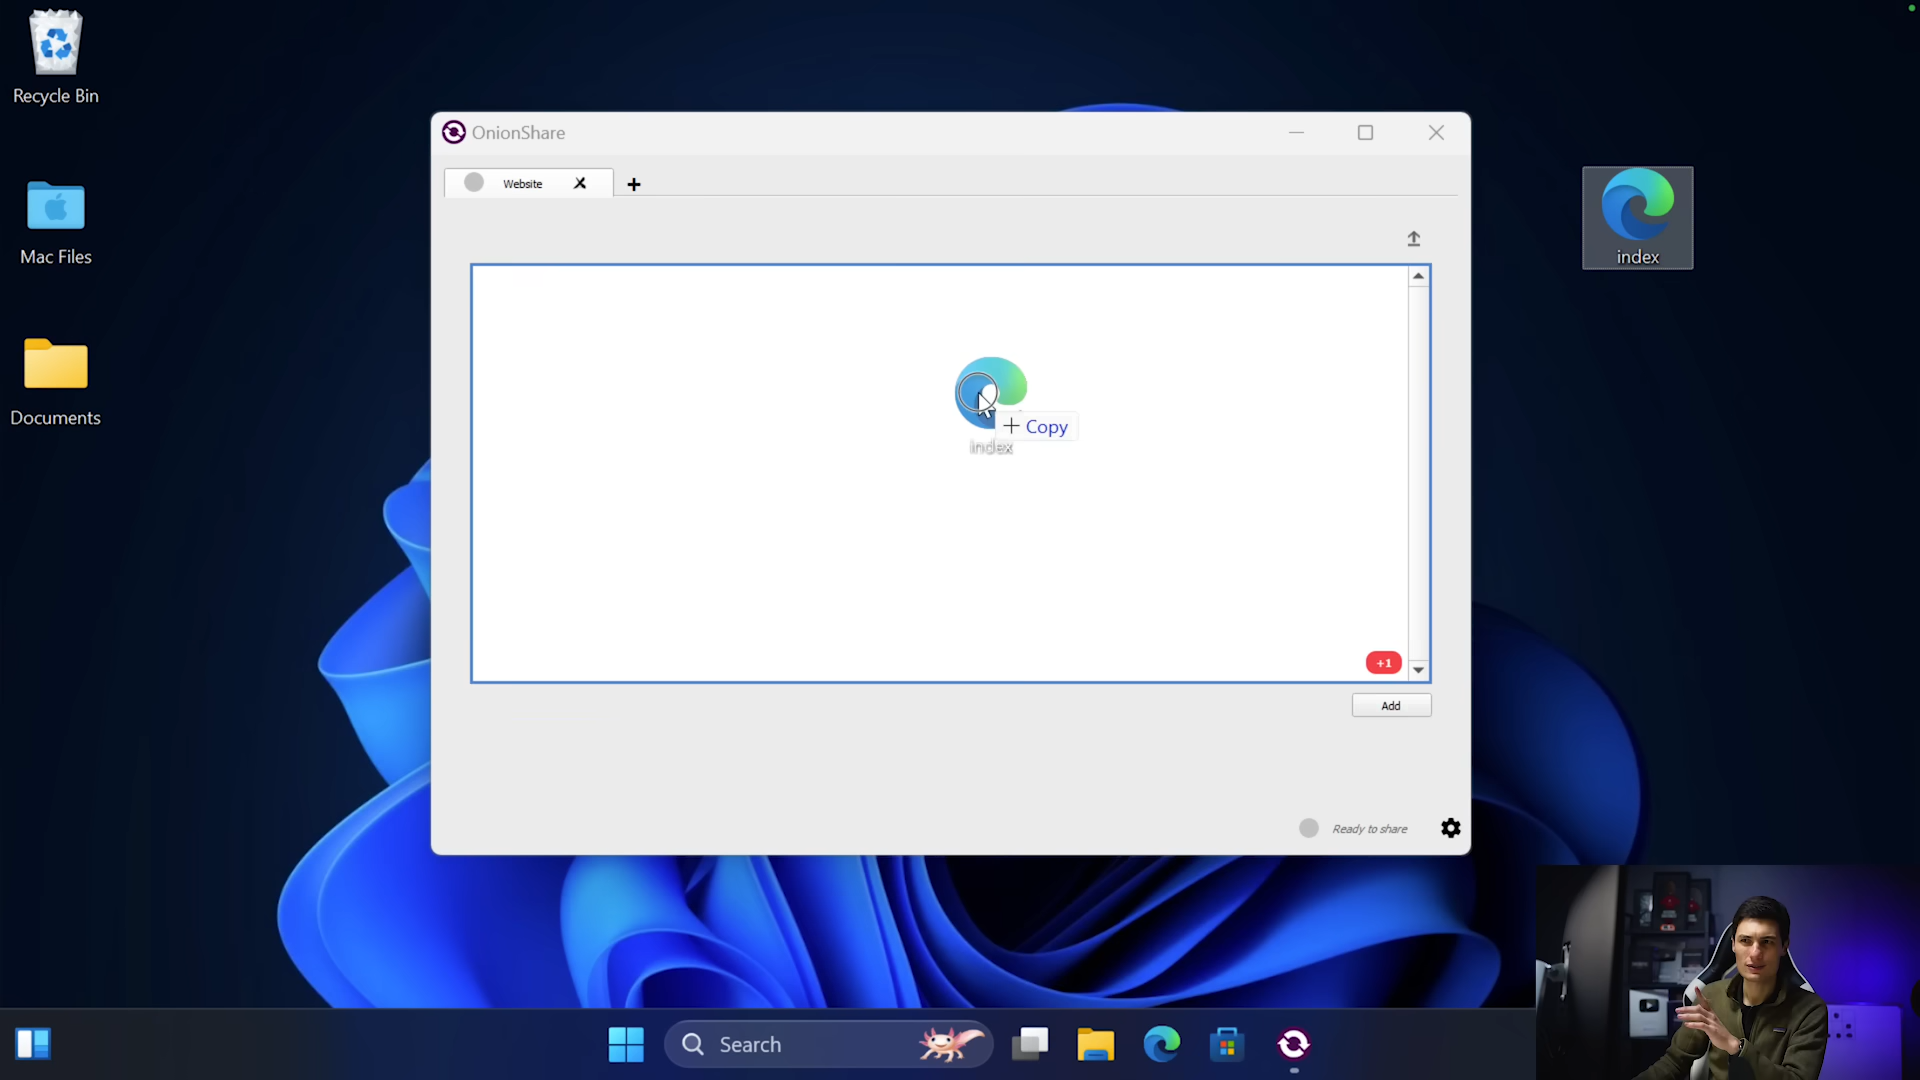 Recycle Bin
OnionShare
Website
Mac Files
index
Documents
+ Copy
index
+1
Add
Ready to share
Search